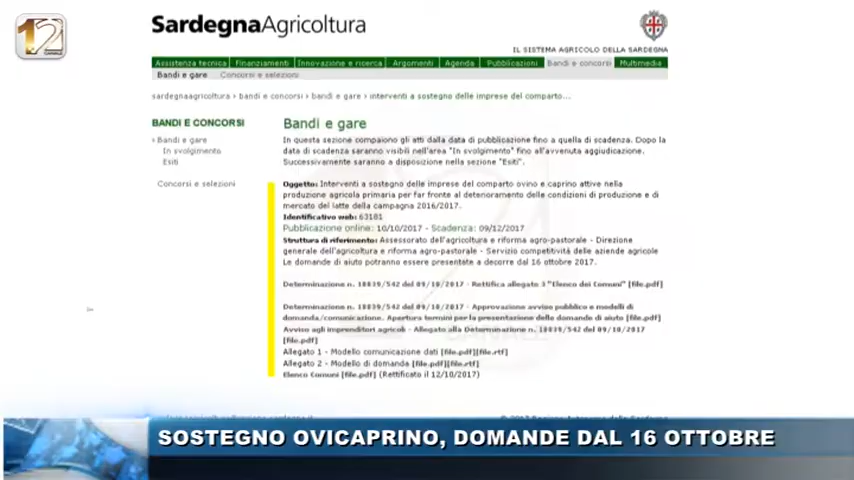 12
CANALE
SardegnaAgricoltura
IL SISTEMA AGRICOLO DELLA SARDEGNA
Assistenza tecnica Finanziamenti Innovazione e ricerca Argomenti Agenda Pubblicazioni Bandi e concorsi Multimedia
Bandi e gare Concorsi e selezioni
sardegnaagricoltura › bandi e concorsi › bandi e gare › interventi a sostegno delle imprese del comparto...
BANDI E CONCORSI
› Bandi e gare
In svolgimento
Esiti
Concorsi e selezioni
Bandi e gare
In questa sezione compaiono gli atti dalla data di pubblicazione fino a quella di scadenza. Dopo la
data di scadenza saranno visibili nell'area "In svolgimento" fino all'avvenuta aggiudicazione.
Successivamente saranno a disposizione nella sezione "Esiti".
Oggetto: Interventi a sostegno delle imprese del comparto ovino e caprino attive nella
produzione agricola primaria per far fronte al deterioramento delle condizioni di produzione e di
mercato del latte della campagna 2016/2017.
Identificativo web: 63181
Pubblicazione online: 10/10/2017 - Scadenza: 09/12/2017
Struttura di riferimento: Assessorato dell'agricoltura e riforma agro-pastorale - Direzione
generale dell'agricoltura e riforma agro-pastorale - Servizio competitività delle aziende agricole
Le domande di aiuto potranno essere presentate a decorre dal 16 ottobre 2017.
Determinazione n. 18039/542 del 09/10/2017 - Rettifica allegato 3 "Elenco dei Comuni" [file.pdf]
Determinazione n. 18039/542 del 09/10/2017 - Approvazione avviso pubblico e modelli di
domanda/comunicazione. Apertura termini per la presentazione delle domande di aiuto [file.pdf]
Avviso agli imprenditori agricoli - Allegato alla Determinazione n. 18039/542 del 09/10/2017
[file.pdf]
Allegato 1 - Modello comunicazione dati [file.pdf][file.rtf]
Allegato 2 - Modello di domanda [file.pdf][file.rtf]
Elenco Comuni [file.pdf] (Rettificato il 12/10/2017)
SOSTEGNO OVICAPRINO, DOMANDE DAL 16 OTTOBRE